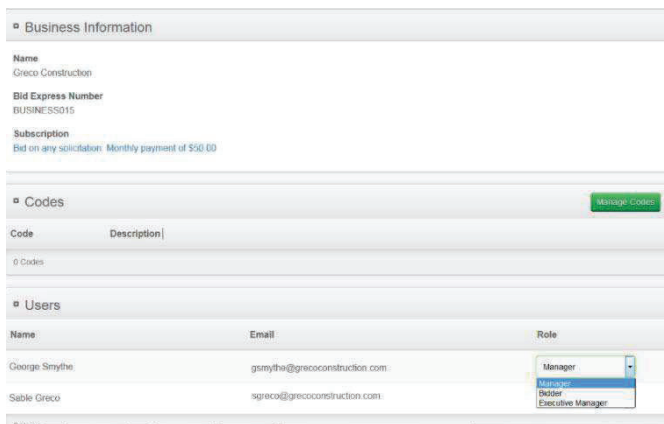 Business Information
Name
Greco Construction
Bid Express Number
BUSINESS015
Subscription
Bid on any solicitation Monthly payment of $50.00
Codes
Manage Codes
Code Description
0 Codes
Users
Name Email Role
George Smythe gsmythe@grecoconstruction.com Manager
Manager
Sable Greco sgreco@grecoconstruction.com Bidder
Executive Manager